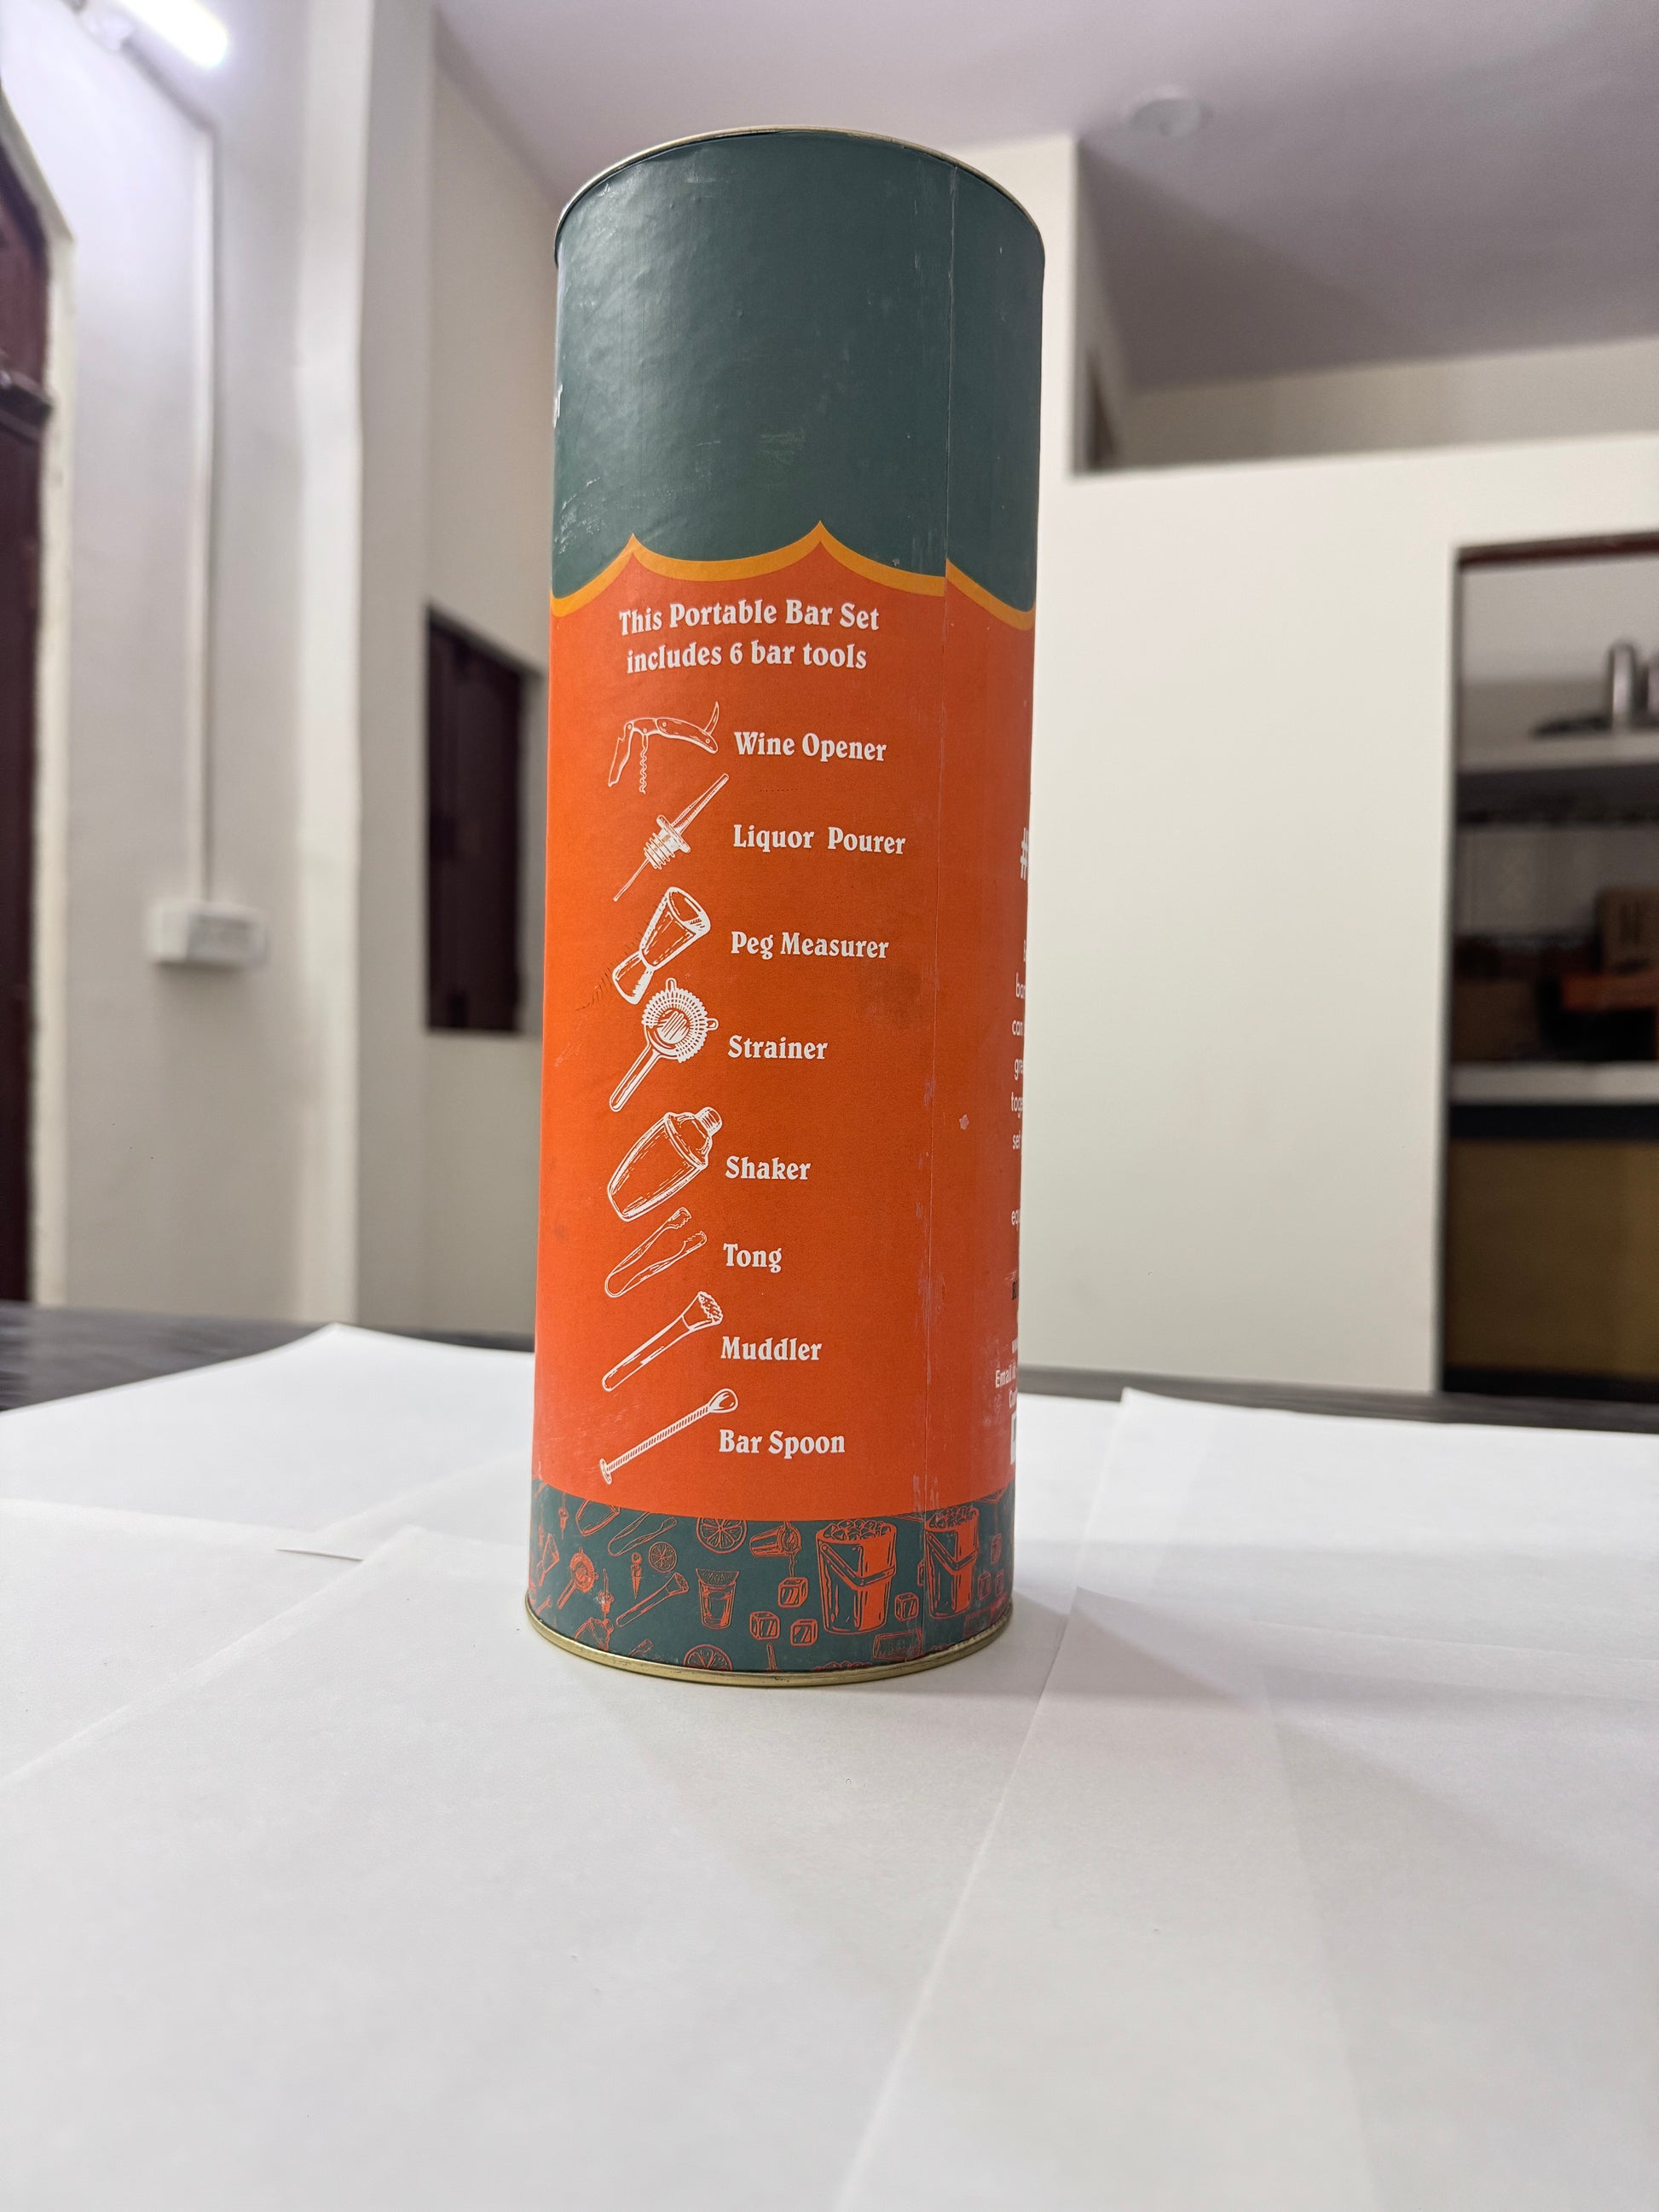 This Portable Bar Set
includes 6 bar tools
Wine Opener
Liquor Pourer
Peg Measurer
Strainer
Shaker
Tong
Muddler
Bar Spoon